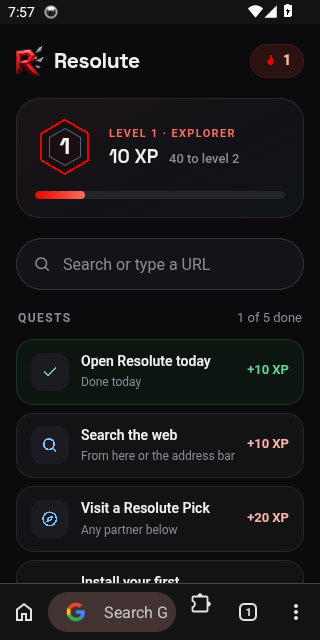 7:57
Resolute
1
LEVEL 1 · EXPLORER
1
10 XP 40 to level 2
Search or type a URL
QUESTS 1 of 5 done
Open Resolute today
Done today
+10 XP
Search the web
From here or the address bar
+10 XP
Visit a Resolute Pick
Any partner below
+20 XP
Install your first
Search G
1